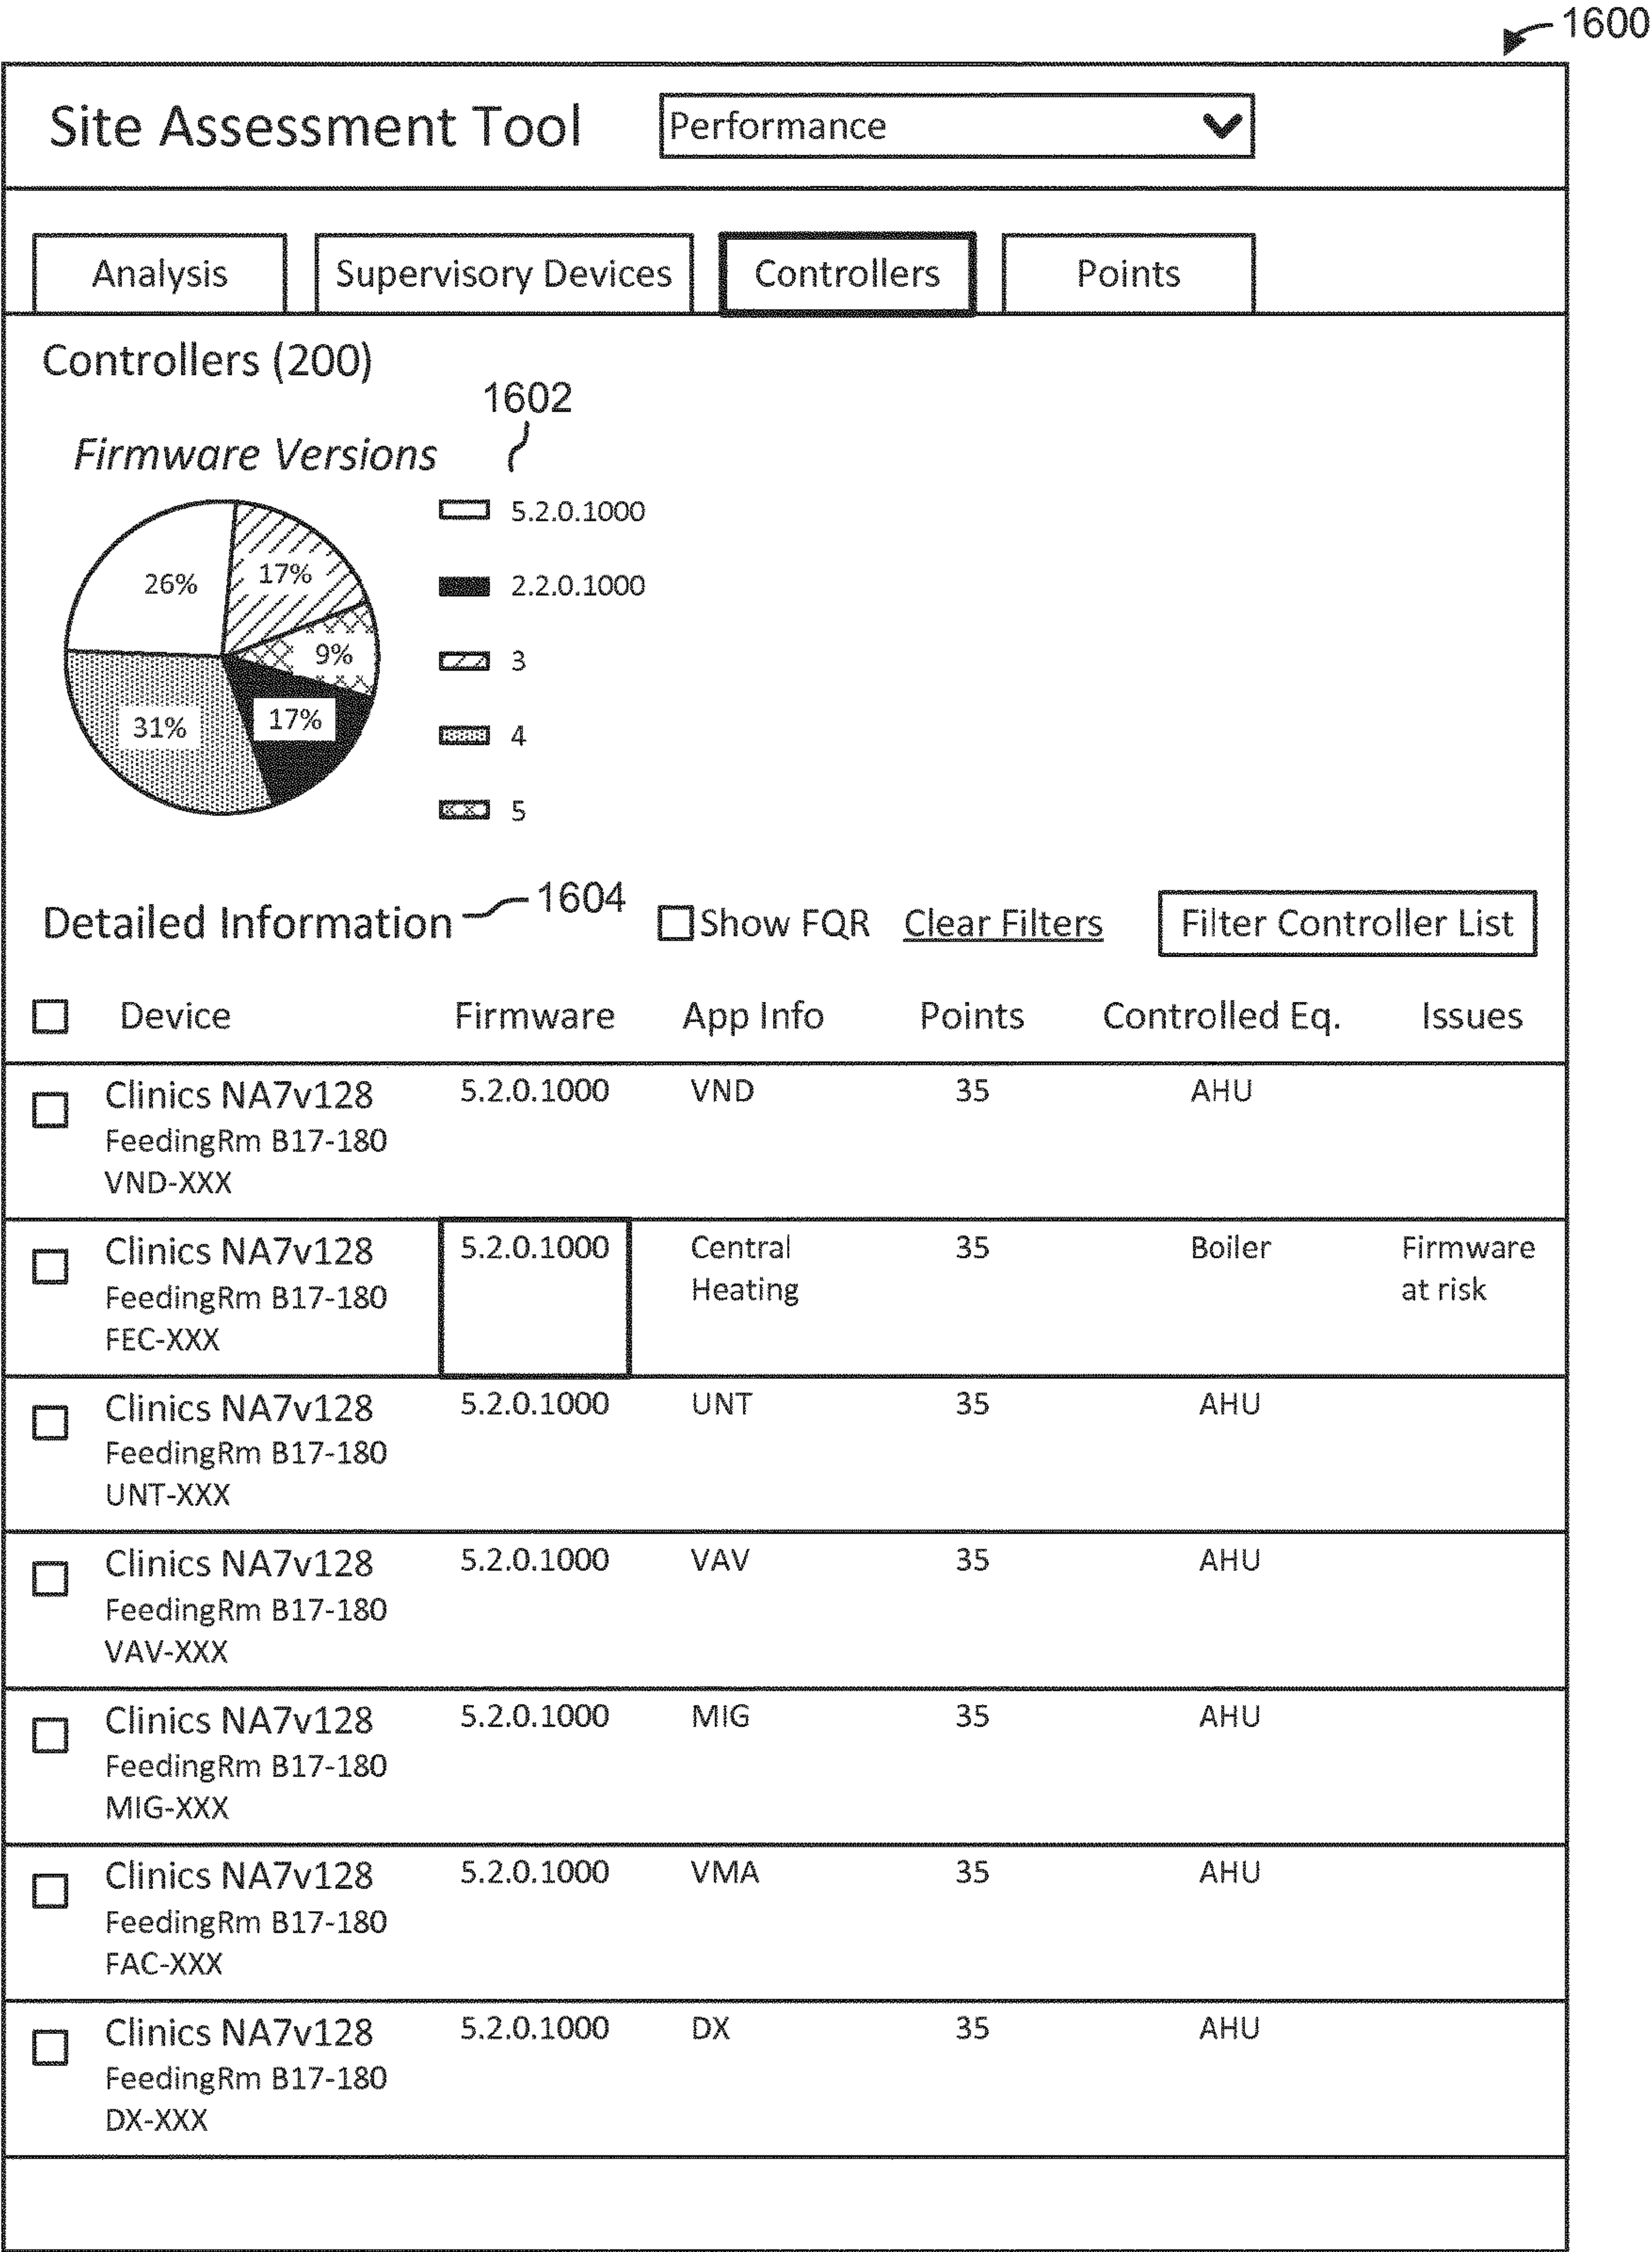 1600
Site Assessment Tool Performance
Analysis Supervisory Devices Controllers Points
Controllers (200)
1602
Firmware Versions
5.2.0.1000
26% 17%
2.2.0.1000
9% 3
31% 17%
4
5
Detailed Information 1604 Show FQR Clear Filters Filter Controller List
Device Firmware App Info Points Controlled Eq. Issues
Clinics NA7v128 5.2.0.1000 VND 35 AHU
FeedingRm B17-180
VND-XXX
Clinics NA7v128 5.2.0.1000 Central 35 Boiler Firmware
FeedingRm B17-180 Heating at risk
FEC-XXX
Clinics NA7v128 5.2.0.1000 UNT 35 AHU
FeedingRm B17-180
UNT-XXX
Clinics NA7v128 5.2.0.1000 VAV 35 AHU
FeedingRm B17-180
VAV-XXX
Clinics NA7v128 5.2.0.1000 MIG 35 AHU
FeedingRm B17-180
MIG-XXX
Clinics NA7v128 5.2.0.1000 VMA 35 AHU
FeedingRm B17-180
FAC-XXX
Clinics NA7v128 5.2.0.1000 DX 35 AHU
FeedingRm B17-180
DX-XXX